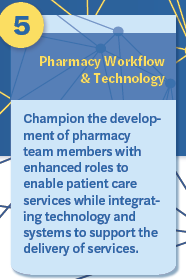 5
Pharmacy Workflow
& Technology
Champion the develop-
ment of pharmacy
team members with
enhanced roles to
enable patient care
services while integrat-
ing technology and
systems to support the
delivery of services.